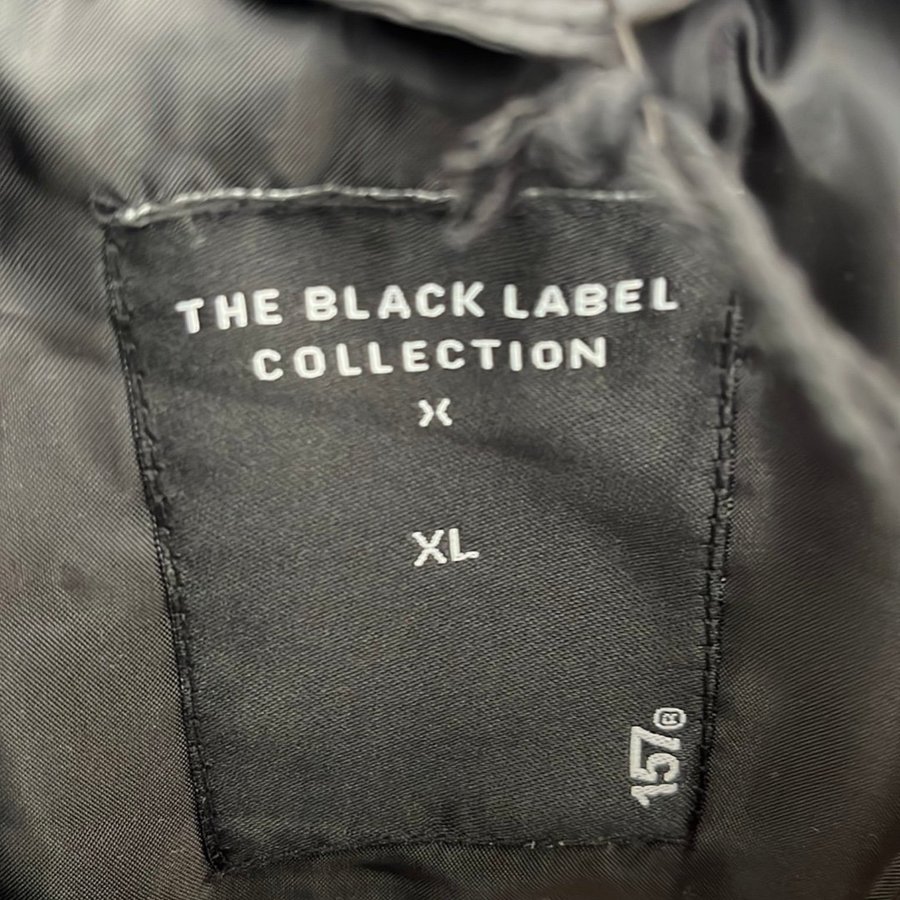 THE BLACK LABEL
COLLECTION
X
XL
157®